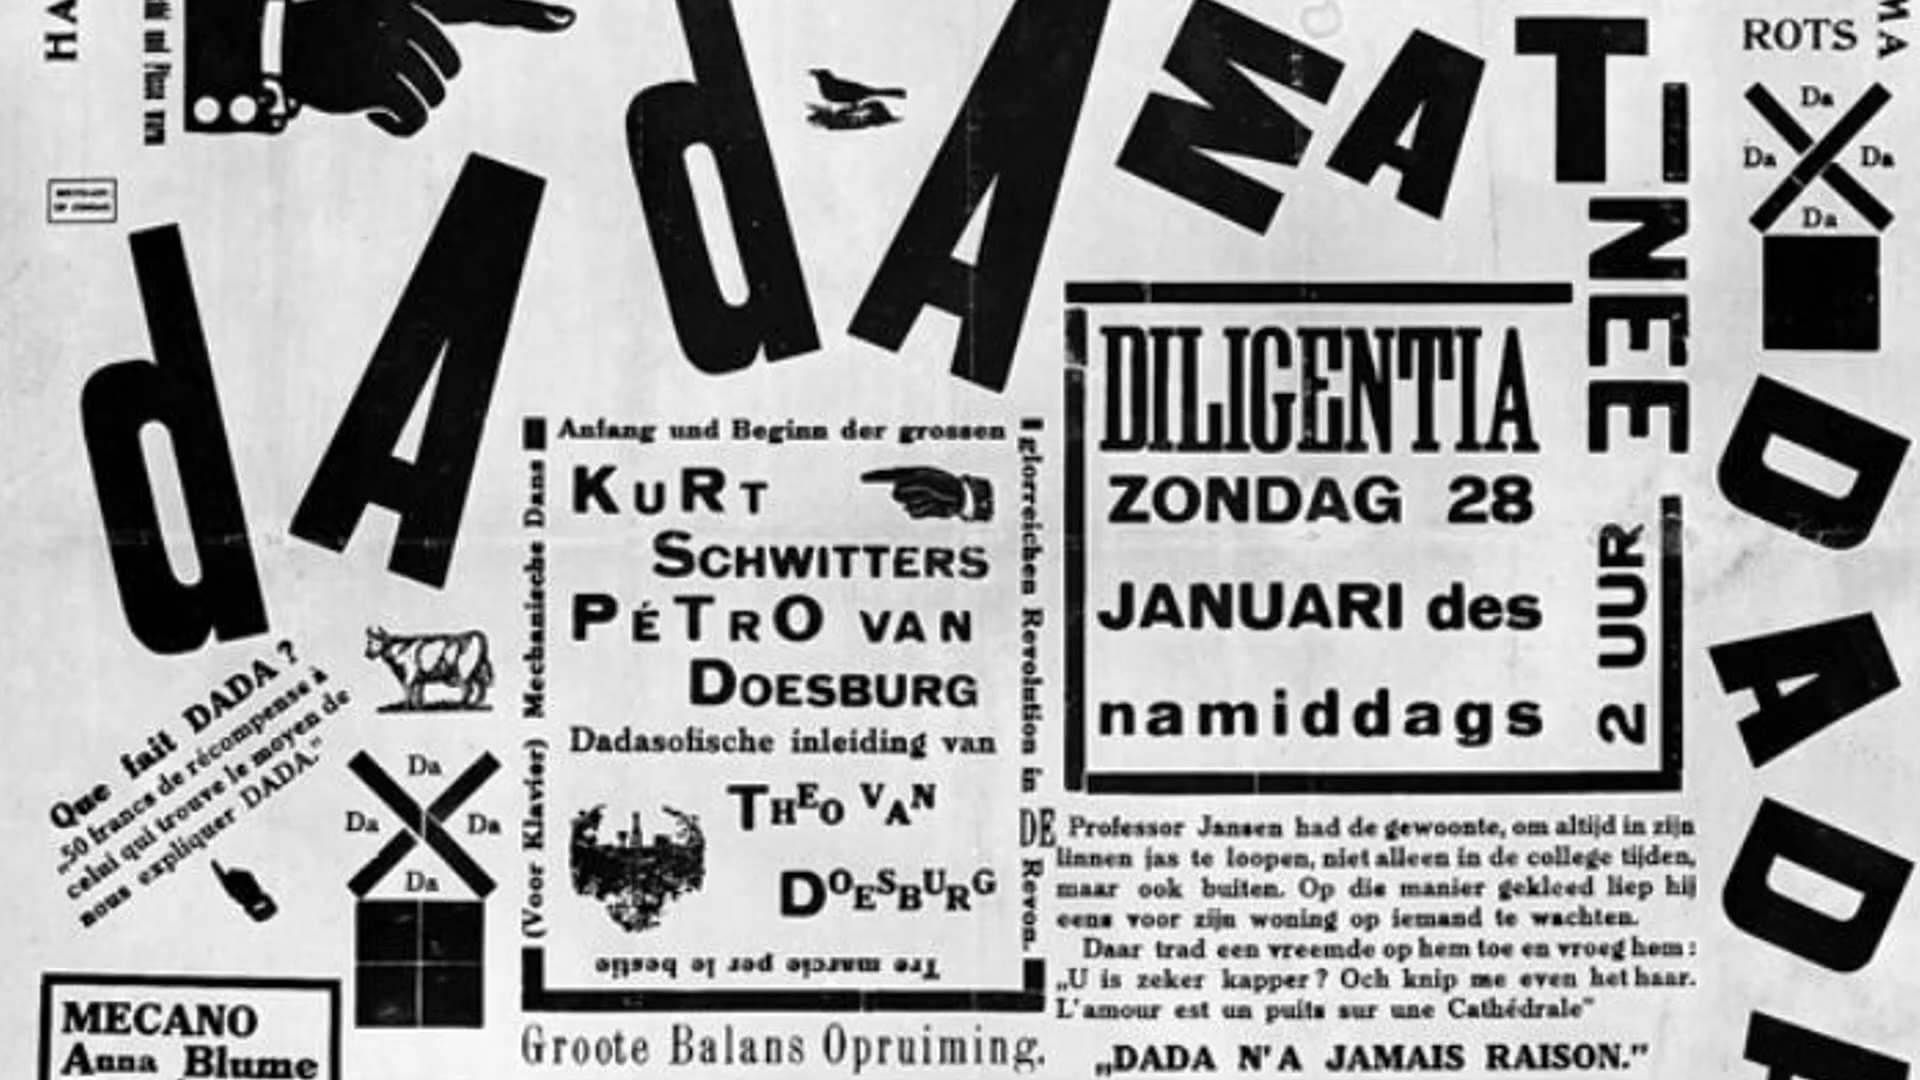 HA
dA
dA
MATINEE
ROTS
MA
Da
Da
Da
Da
DADA
DILIGENTIA
ZONDAG 28
JANUARI des
namiddags
2 UUR
Anfang und Beginn der grossen
glorreichen Revolution in
Revon.
(Voor Klavier) Mechanische Dans
KURT
SCHWITTERS
PÉTRO VAN
DOESBURG
Dadasofische inleiding van
THEO VAN
DOESBURG
Tre marcie per le bestie
Groote Balans Opruiming.
Que fait DADA ?
„50 francs de récompense à
celui qui trouve le moyen de
nous expliquer DADA."
Da
Da
Da
Da
MECANO
Anna Blume
DE Professor Jansen had de gewoonte, om altijd in zijn
linnen jas te loopen, niet alleen in de college tijden,
maar ook buiten. Op die manier gekleed liep hij
eens voor zijn woning op iemand te wachten.
Daar trad een vreemde op hem toe en vroeg hem:
„U is zeker kapper? Och knip me even het haar.
L'amour est un puits sur une Cathédrale"
„DADA N'A JAMAIS RAISON."